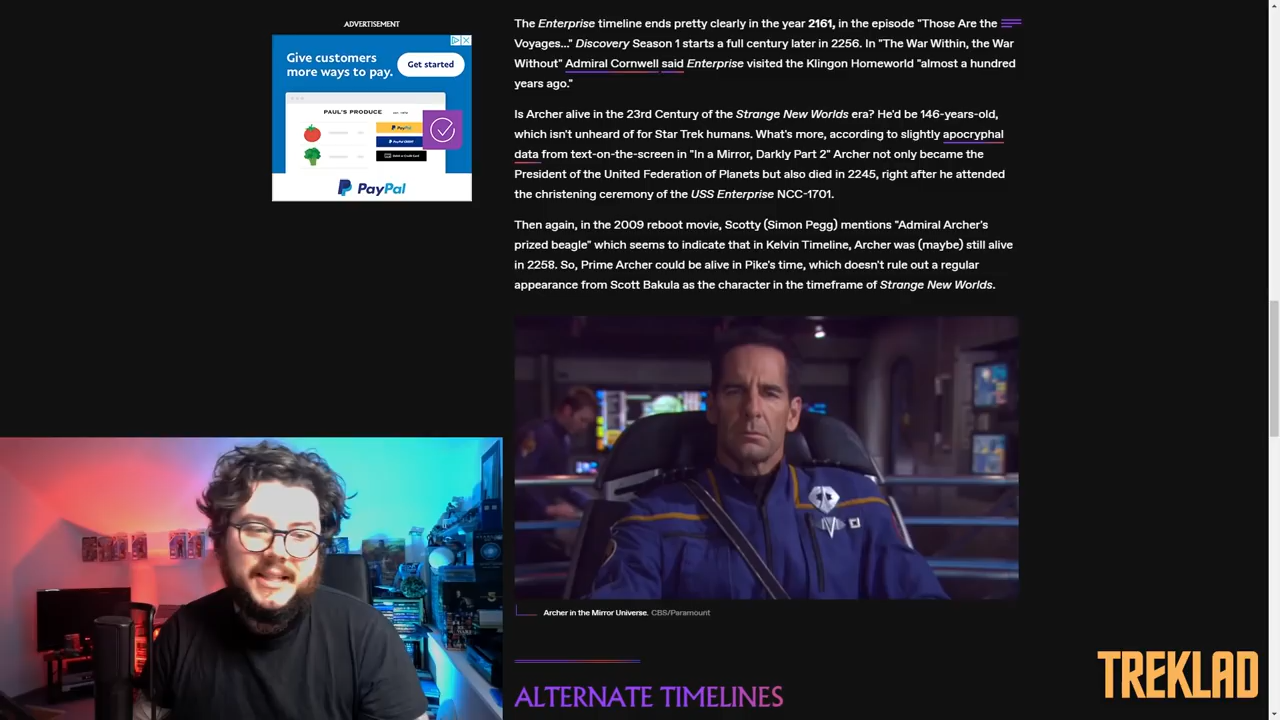 ADVERTISEMENT
Give customers
more ways to pay.
Get started
PAUL'S PRODUCE
PayPal
PayPal
The Enterprise timeline ends pretty clearly in the year 2161, in the episode "Those Are the
Voyages..." Discovery Season 1 starts a full century later in 2256. In "The War Within, the War
Without" Admiral Cornwell said Enterprise visited the Klingon Homeworld "almost a hundred
years ago."
Is Archer alive in the 23rd Century of the Strange New Worlds era? He'd be 146-years-old,
which isn't unheard of for Star Trek humans. What's more, according to slightly apocryphal
data from text-on-the-screen in "In a Mirror, Darkly Part 2" Archer not only became the
President of the United Federation of Planets but also died in 2245, right after he attended
the christening ceremony of the USS Enterprise NCC-1701.
Then again, in the 2009 reboot movie, Scotty (Simon Pegg) mentions "Admiral Archer's
prized beagle" which seems to indicate that in Kelvin Timeline, Archer was (maybe) still alive
in 2258. So, Prime Archer could be alive in Pike's time, which doesn't rule out a regular
appearance from Scott Bakula as the character in the timeframe of Strange New Worlds.
Archer in the Mirror Universe. CBS/Paramount
ALTERNATE TIMELINES
TREKLAD